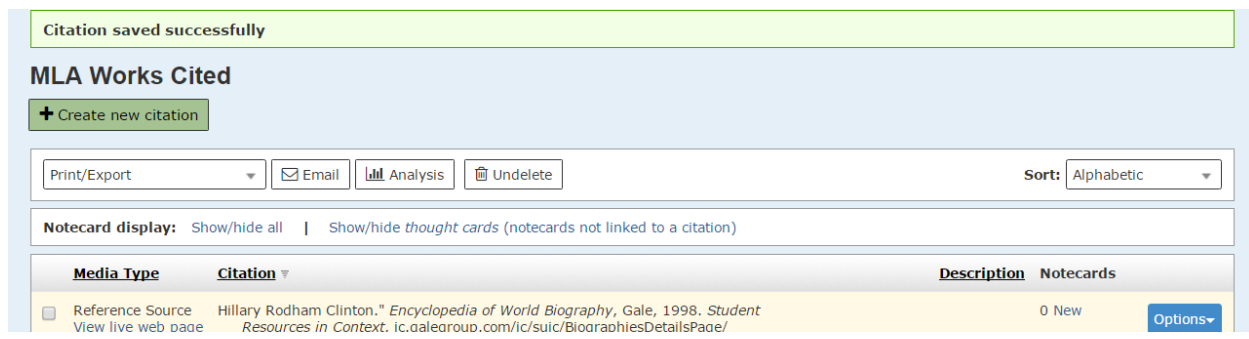 Citation saved successfully
MLA Works Cited
Create new citation
Print/Export Email Analysis Undelete Sort: Alphabetic
Notecard display: Show/hide all | Show/hide thought cards (notecards not linked to a citation)
Media Type Citation Description Notecards
Reference Source Hillary Rodham Clinton." Encyclopedia of World Biography, Gale, 1998. Student 0 New
View live web page Resources in Context, ic.galegroup.com/ic/suic/BiographiesDetailsPage/ Options